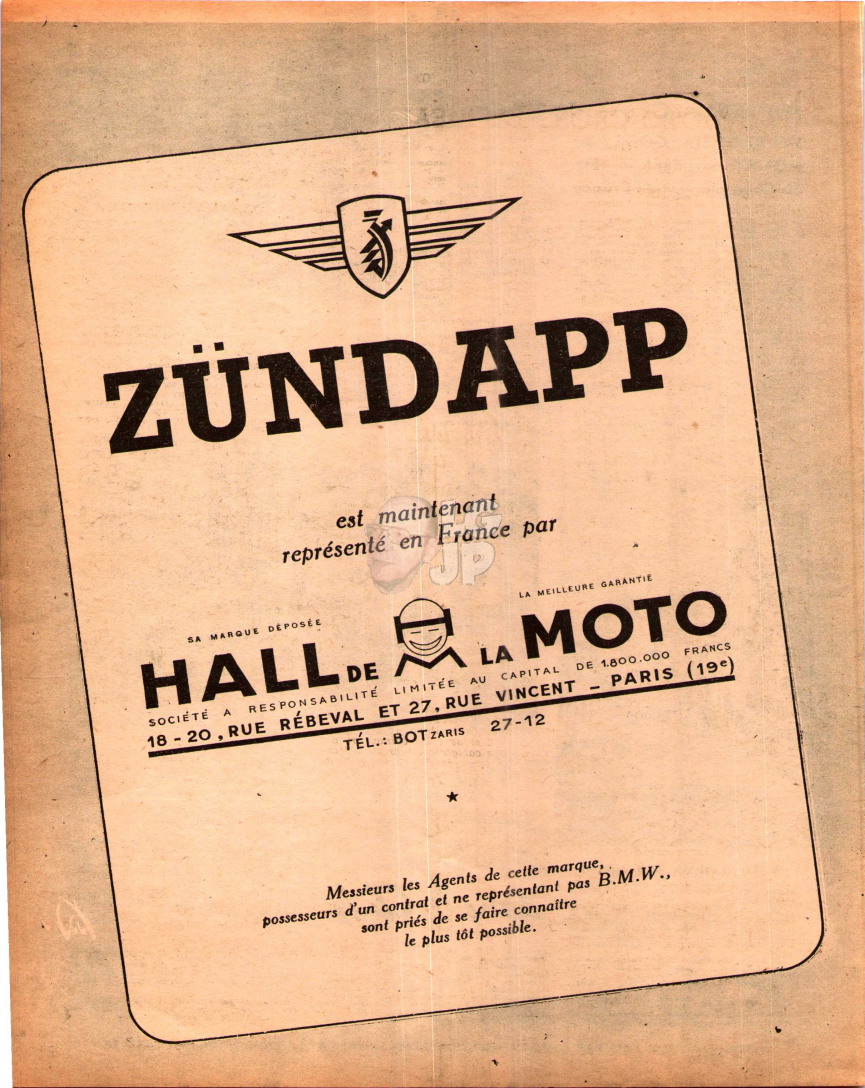 ZÜNDAPP
est maintenant
représenté en France par
HG
JP
SA MARQUE DÉPOSÉE
LA MEILLEURE GARANTIE
HALL DE LA MOTO
SOCIÉTÉ A RESPONSABILITÉ LIMITÉE AU CAPITAL DE 1.800.000 FRANCS
18-20, RUE RÉBEVAL ET 27, RUE VINCENT - PARIS (19e)
TÉL.: BOTZARIS 27-12
Messieurs les Agents de cette marque,
possesseurs d'un contrat et ne représentant pas B.M.W.,
sont priés de se faire connaître
le plus tôt possible.